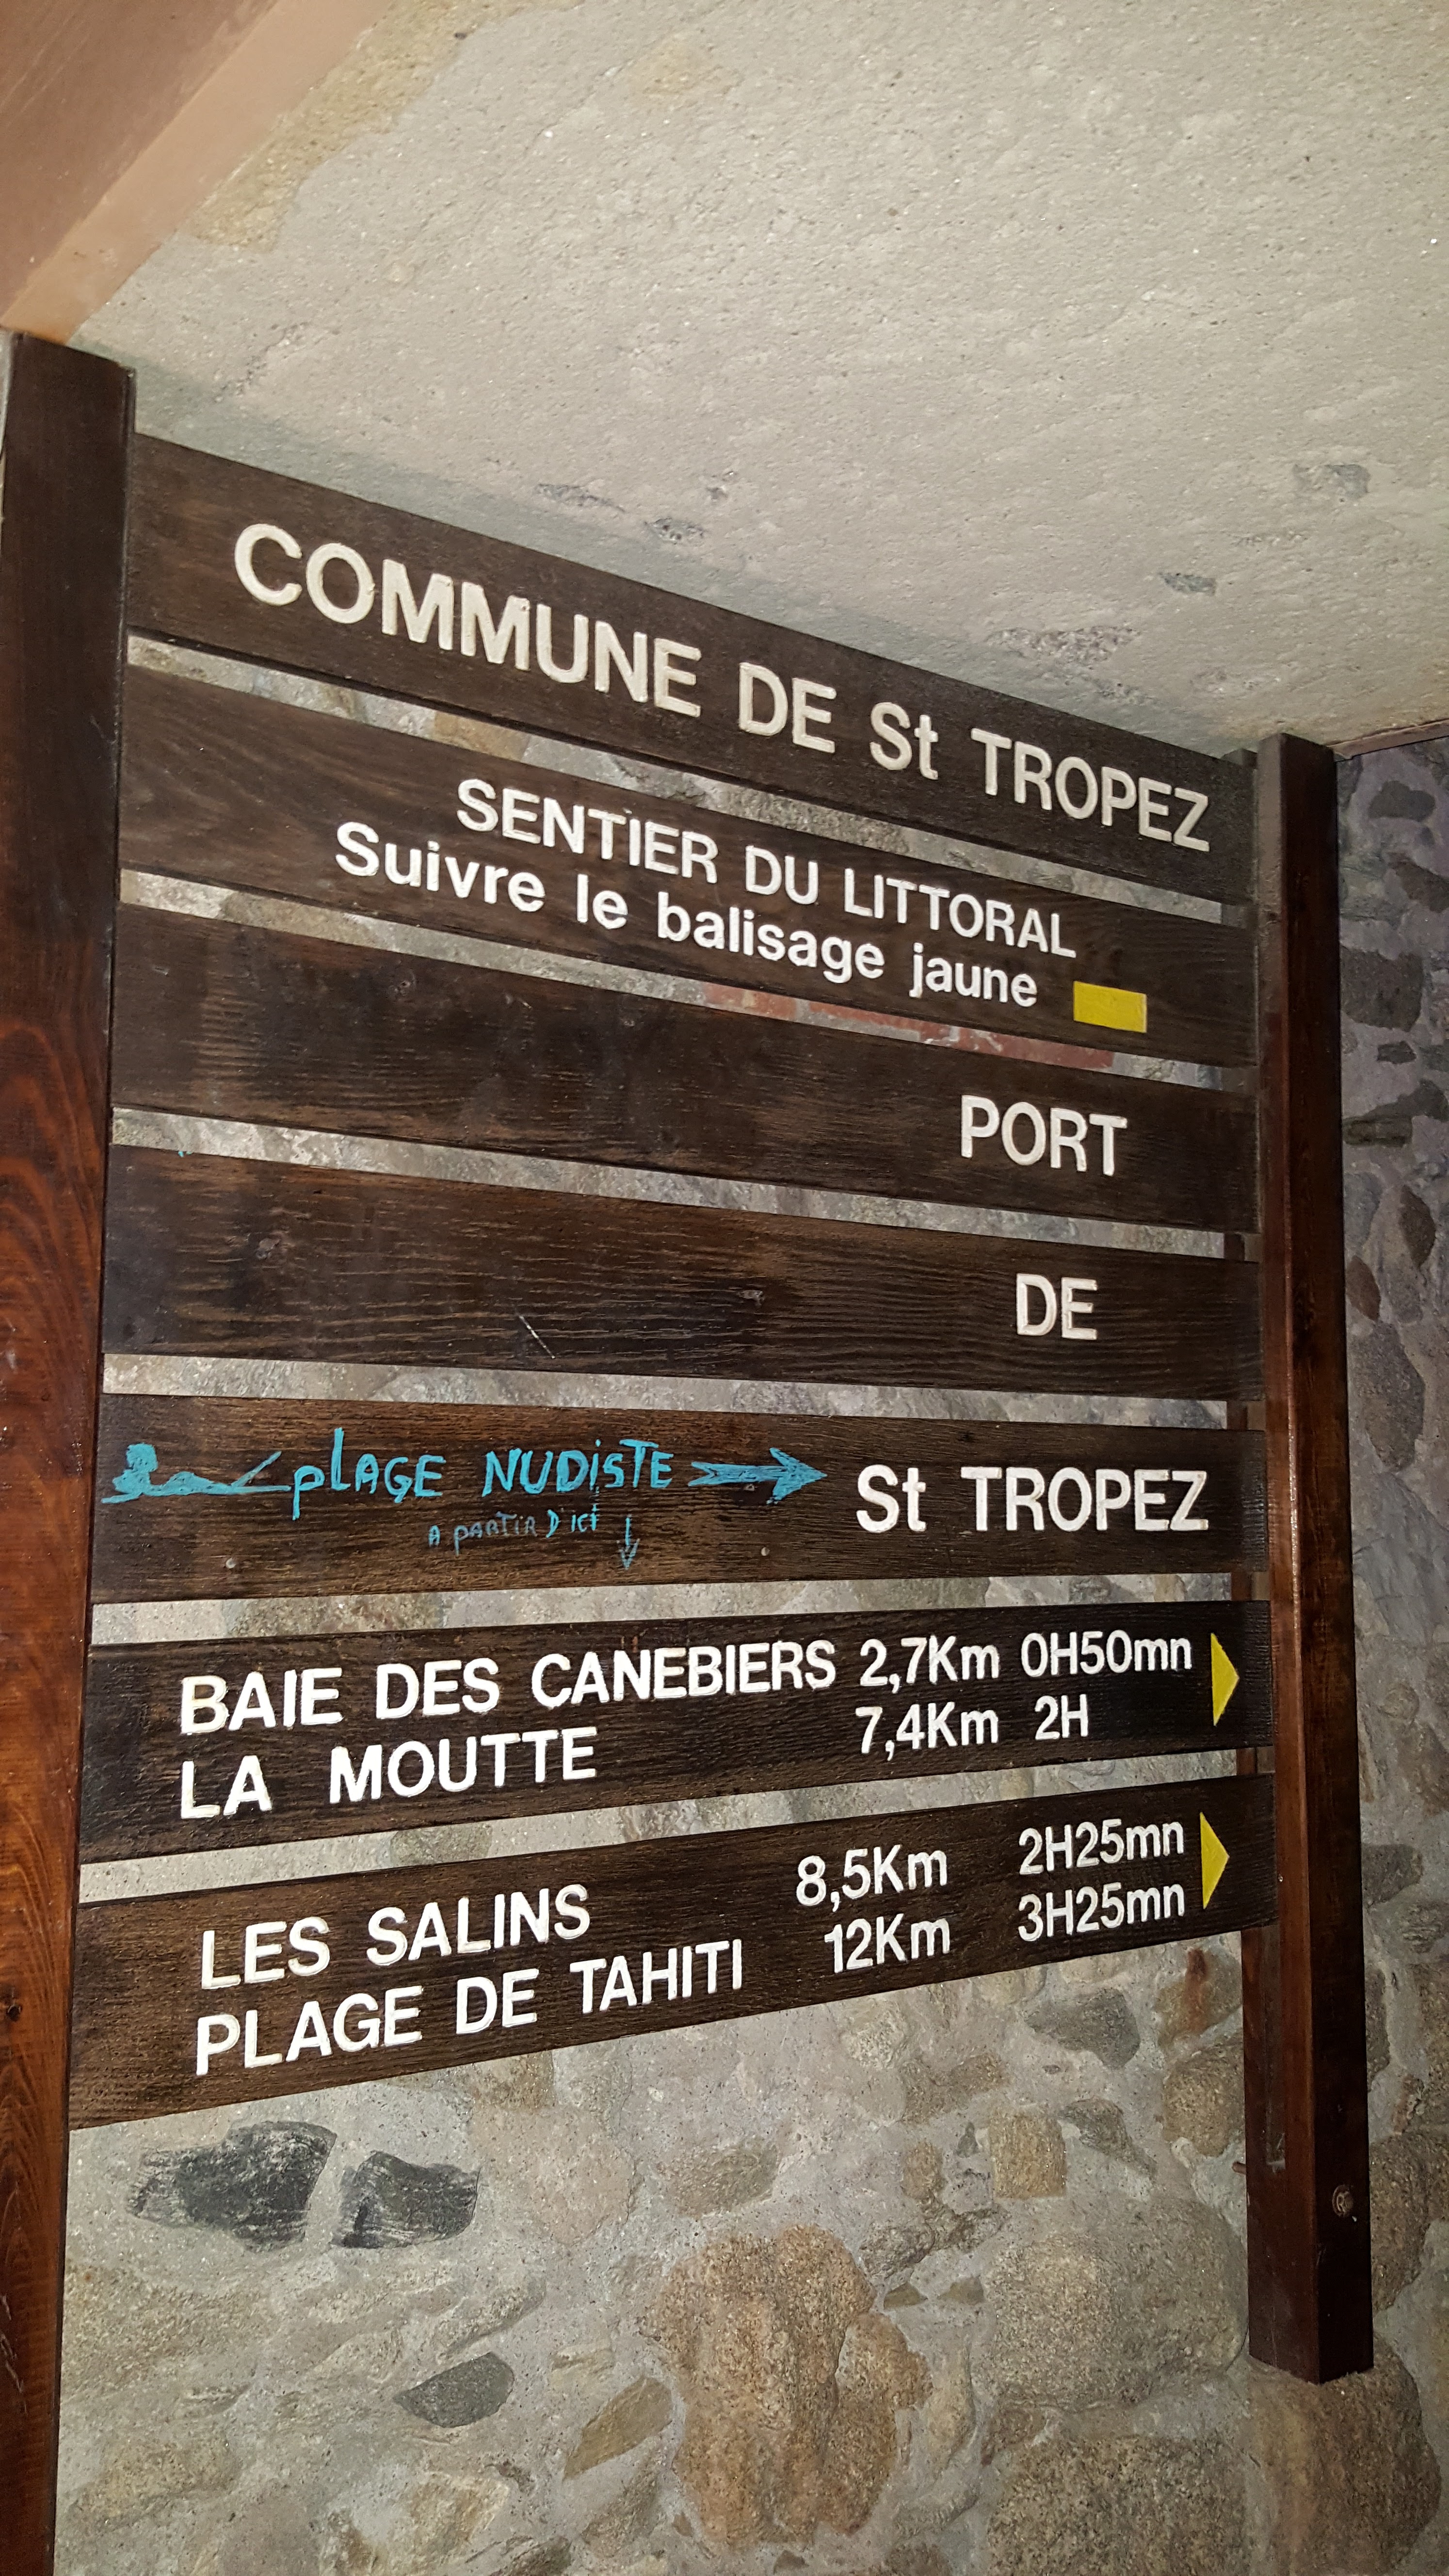 COMMUNE DE St TROPEZ
SENTIER DU LITTORAL
Suivre le balisage jaune
PORT
DE
pLAGE NUDiSTE St TROPEZ
A pARTiR D'ICI
BAIE DES CANEBIERS 2,7Km 0H50mn
LA MOUTTE 7,4Km 2H
LES SALINS 8,5Km 2H25mn
PLAGE DE TAHITI 12Km 3H25mn